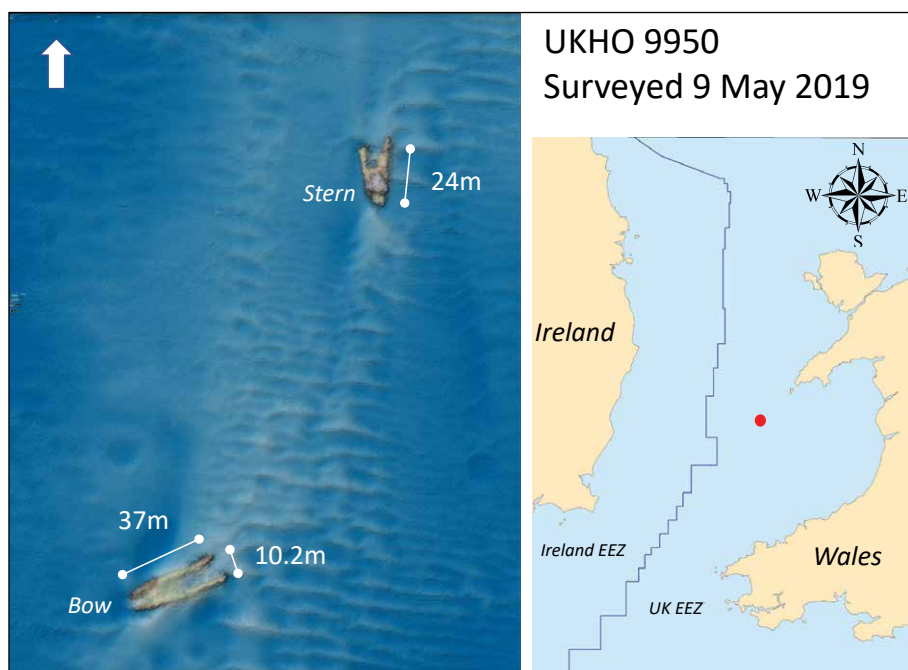 UKHO 9950
Surveyed 9 May 2019
Stern
24m
37m
10.2m
Bow
N
W
E
S
Ireland
Ireland EEZ
Wales
UK EEZ